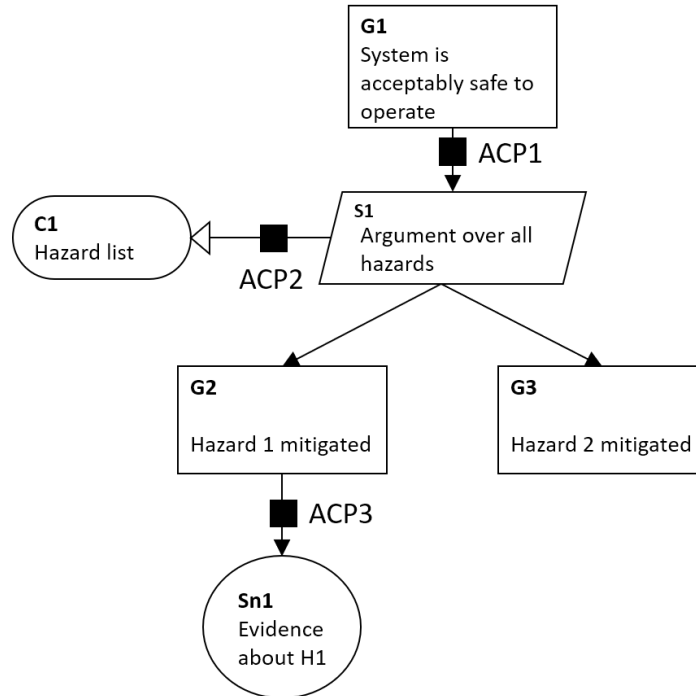 G1
System is
acceptably safe to
operate
ACP1
S1
Argument over all
hazards
C1
Hazard list
ACP2
G2
Hazard 1 mitigated
G3
Hazard 2 mitigated
ACP3
Sn1
Evidence
about H1